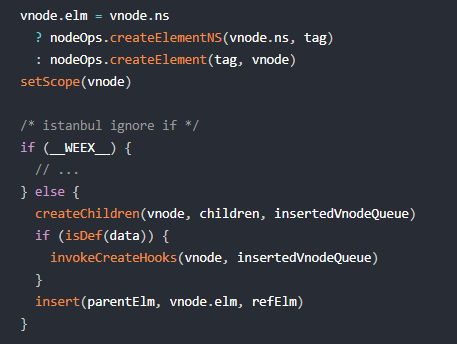 vnode.elm = vnode.ns
? nodeOps.createElementNS(vnode.ns, tag)
: nodeOps.createElement(tag, vnode)
setScope(vnode)
/* istanbul ignore if */
if (__WEEX__) {
// ...
} else {
createChildren(vnode, children, insertedVnodeQueue)
if (isDef(data)) {
invokeCreateHooks(vnode, insertedVnodeQueue)
}
insert(parentElm, vnode.elm, refElm)
}